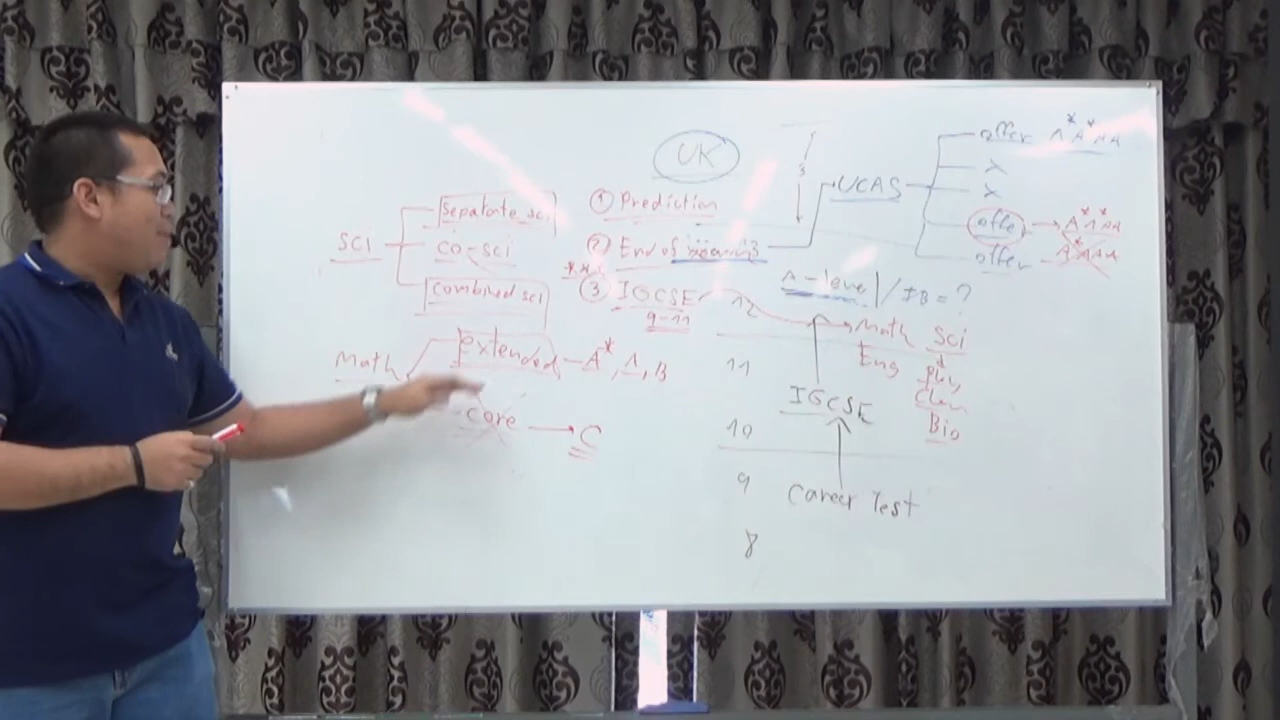 UK
sci
separate sci
co-sci
combined sci
Math
extended — A*, A, B
core → C
① Prediction
② End of
③ IGCSE
9-11
3
UCAS
offer A*A*AA
x
x
offer → A*A*AA
offer — A*AAA
A-level / IB = ?
12
Math Sci
Eng Phy
Chem
Bio
11
IGCSE
10
9
Career Test
8